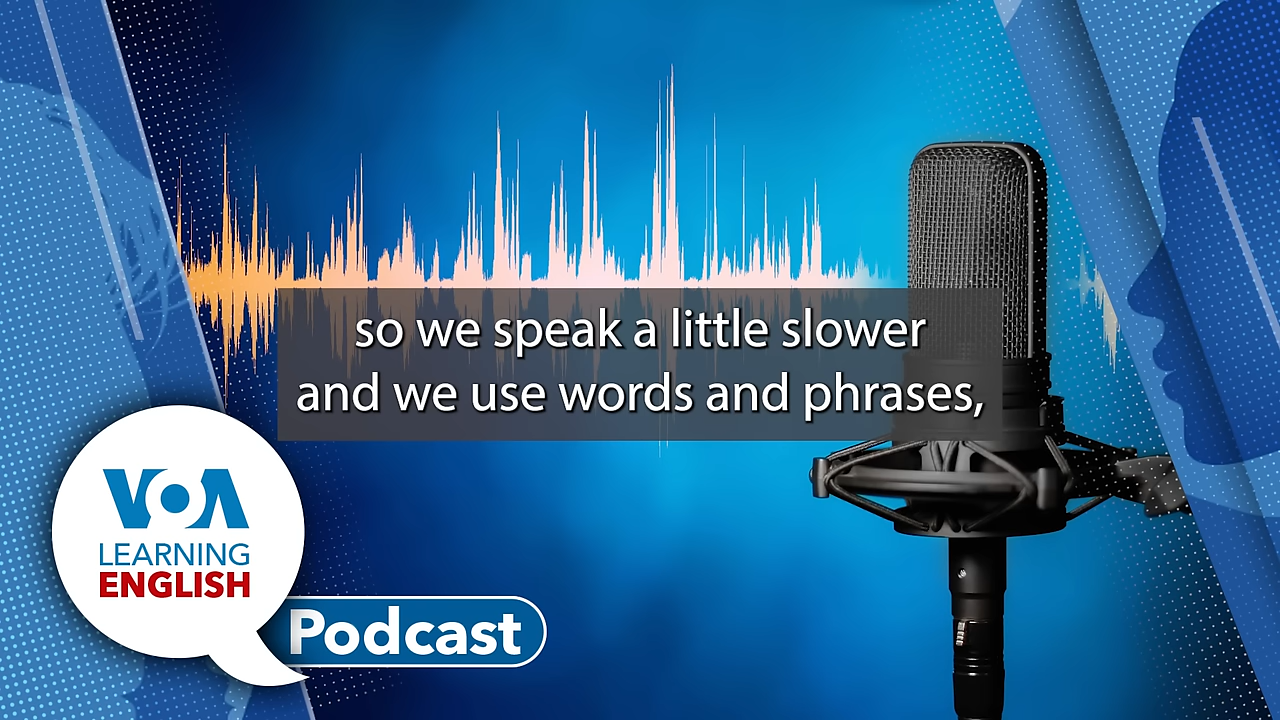 so we speak a little slower
and we use words and phrases,
VOA
LEARNING
ENGLISH
Podcast